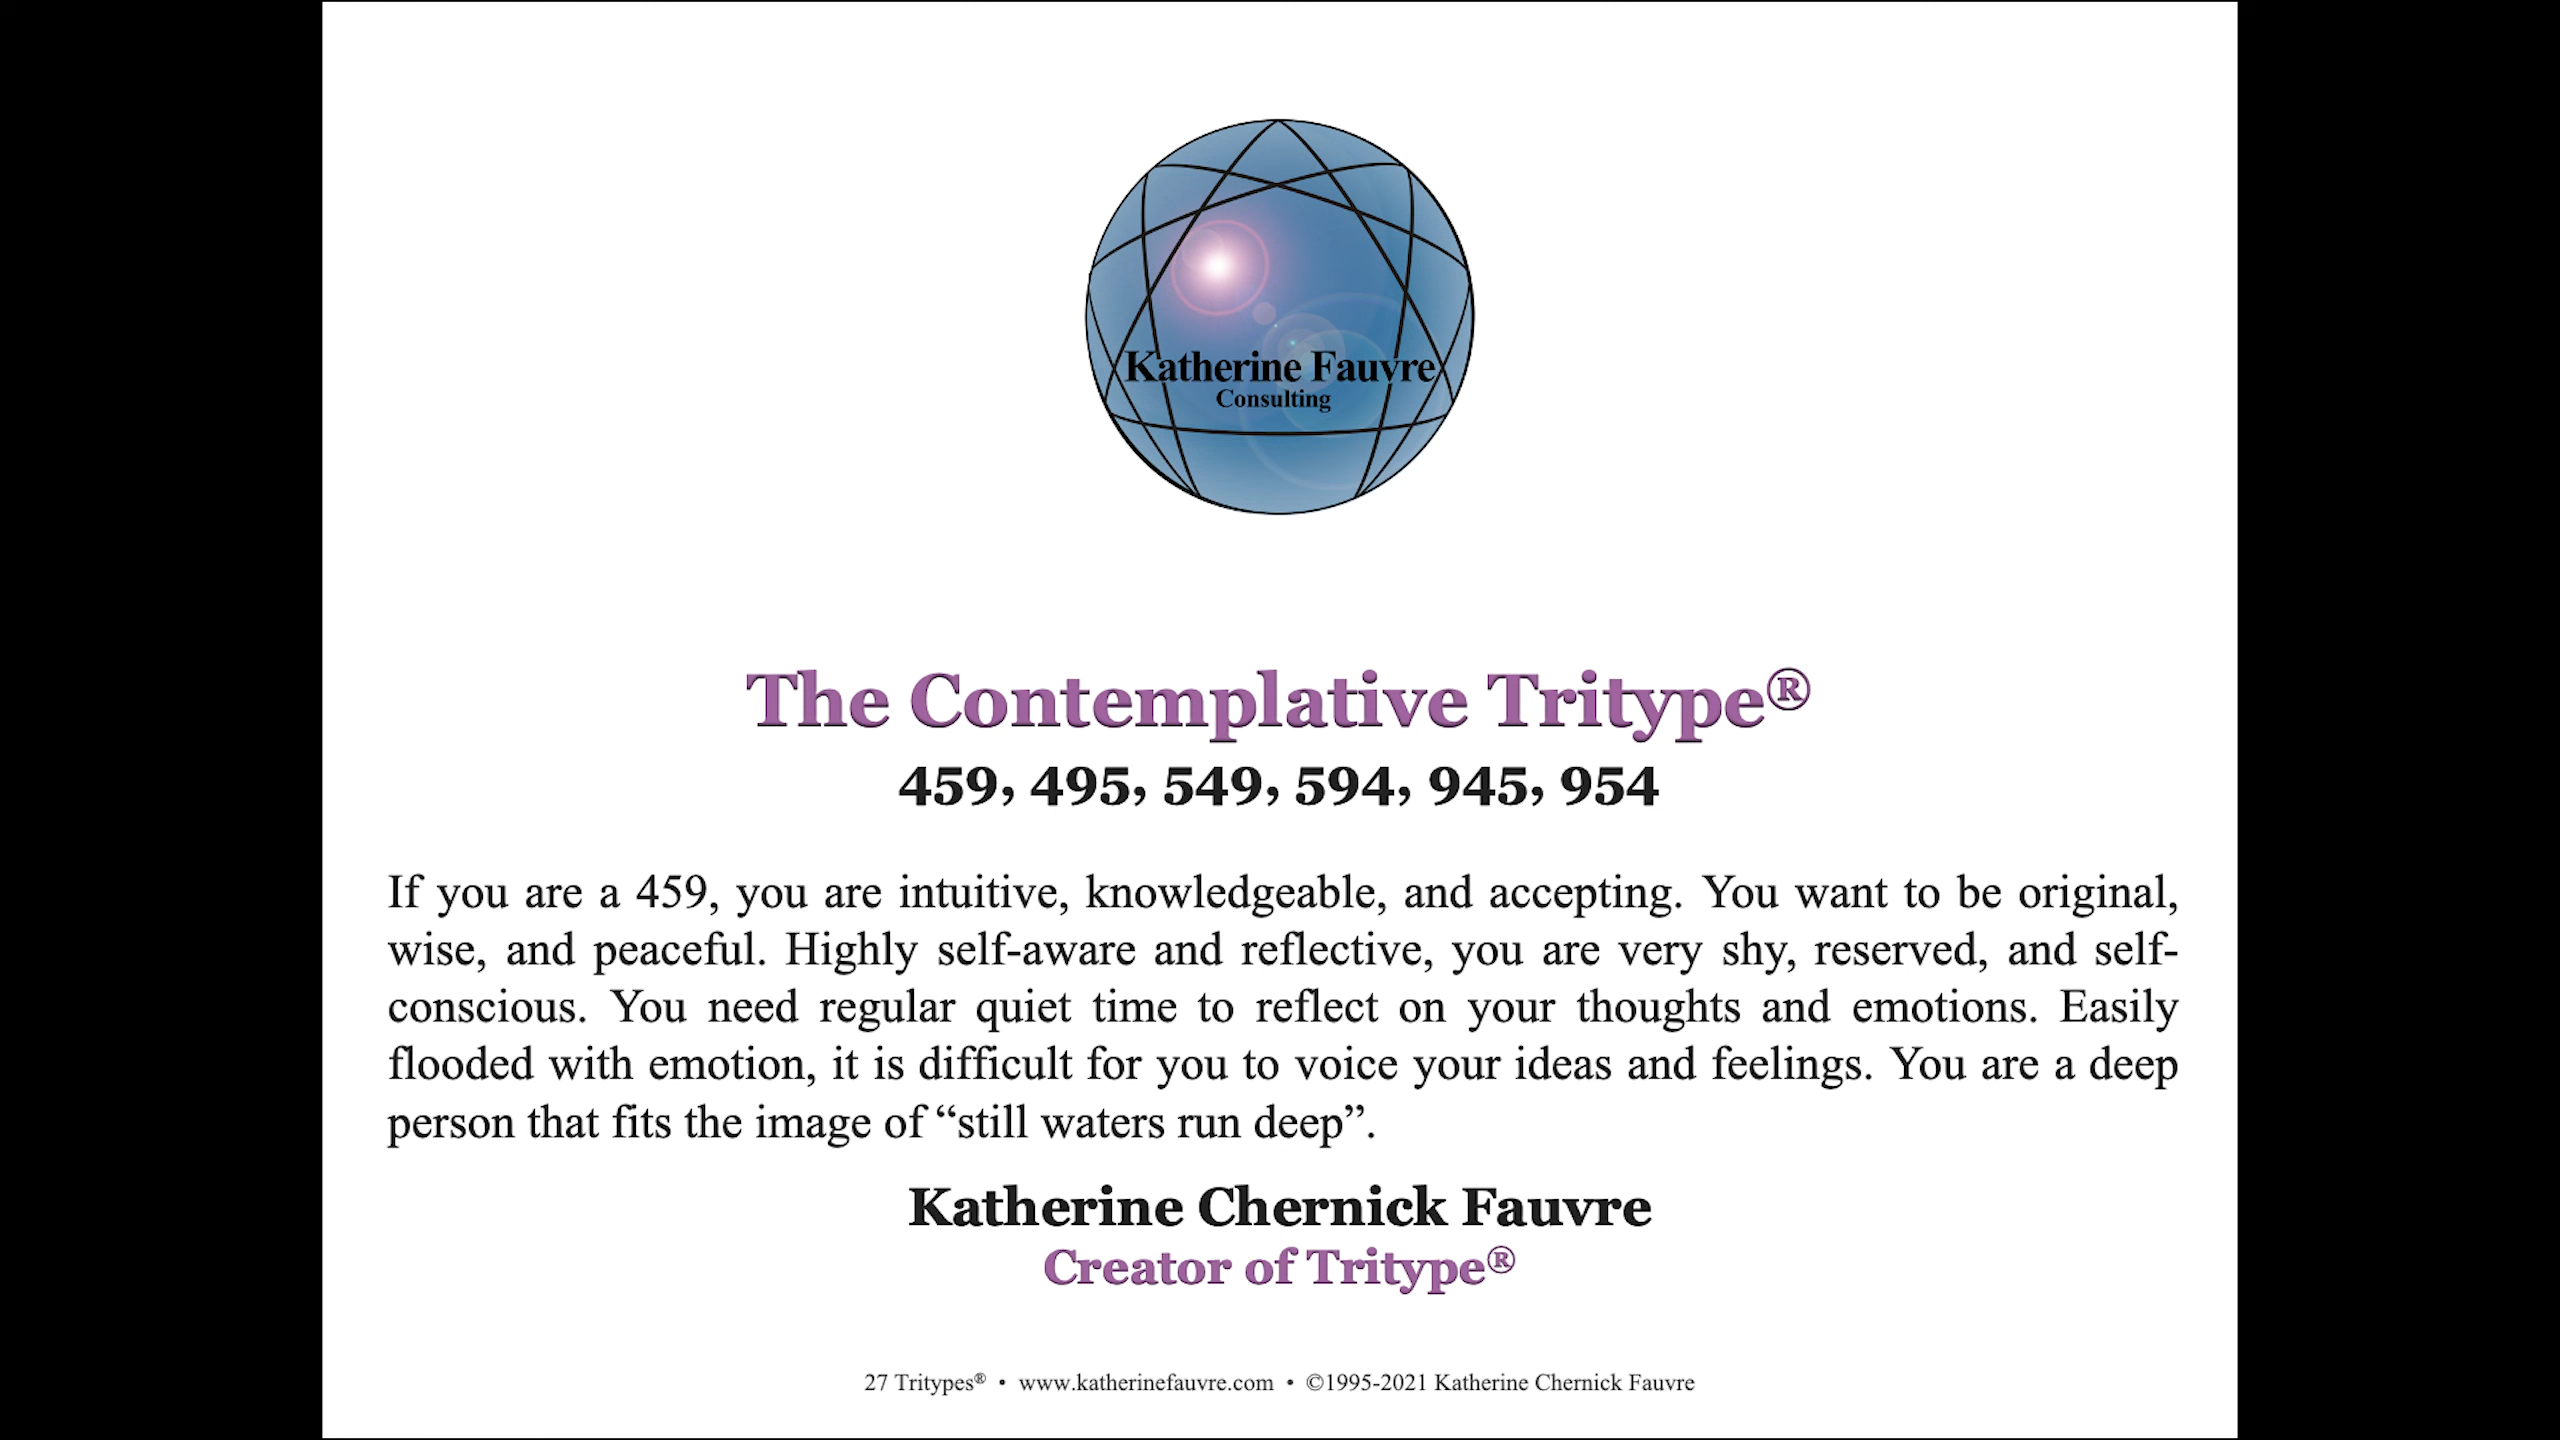 Katherine Fauvre
Consulting
The Contemplative Tritype®
459, 495, 549, 594, 945, 954
If you are a 459, you are intuitive, knowledgeable, and accepting. You want to be original,
wise, and peaceful. Highly self-aware and reflective, you are very shy, reserved, and self-
conscious. You need regular quiet time to reflect on your thoughts and emotions. Easily
flooded with emotion, it is difficult for you to voice your ideas and feelings. You are a deep
person that fits the image of “still waters run deep”.
Katherine Chernick Fauvre
Creator of Tritype®
27 Tritypes® • www.katherinefauvre.com • ©1995-2021 Katherine Chernick Fauvre